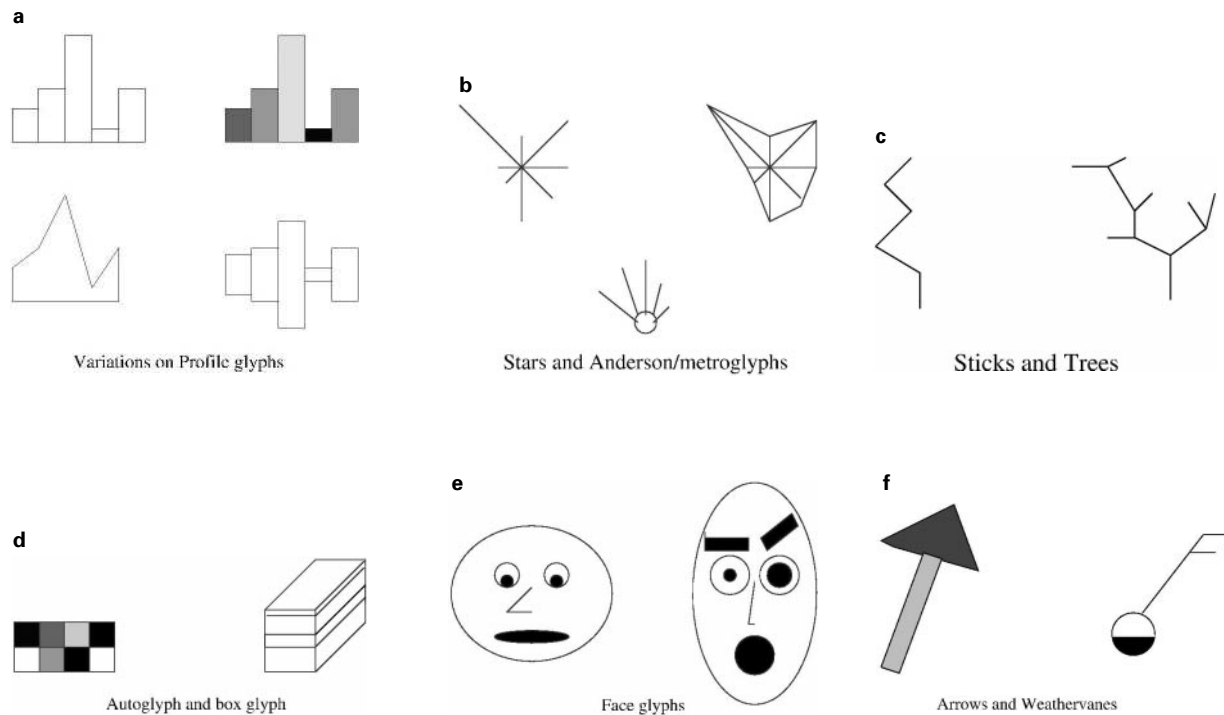 a
b
c
Variations on Profile glyphs
Stars and Anderson/metroglyphs
Sticks and Trees
d
e
f
Autoglyph and box glyph
Face glyphs
Arrows and Weathervanes